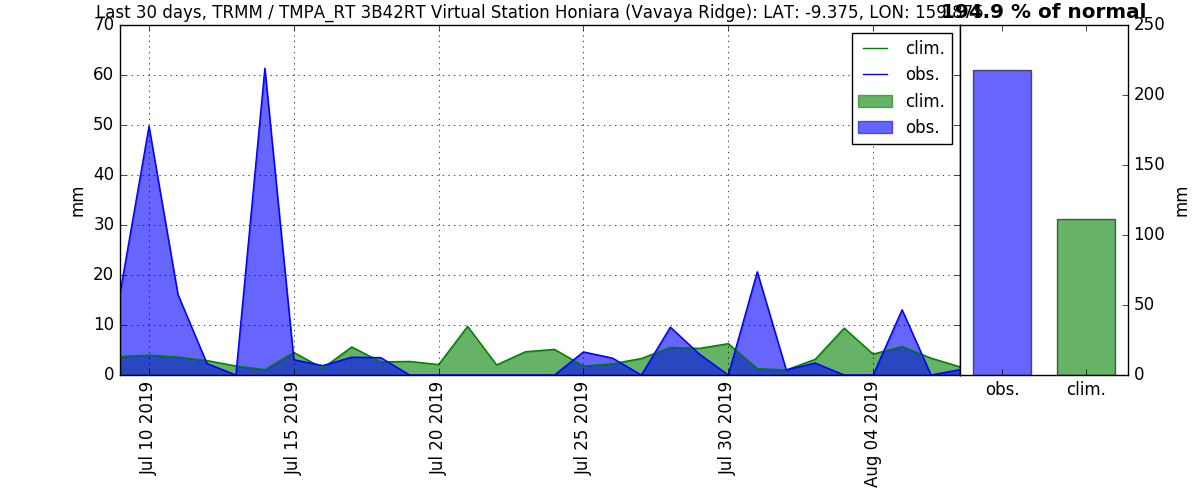 Last 30 days, TRMM / TMPA_RT 3B42RT Virtual Station Honiara (Vavaya Ridge): LAT: -9.375, LON: 159.875
194.9 % of normal
70
60
50
40
30
20
10
0
mm
clim.
obs.
clim.
obs.
Jul 10 2019
Jul 15 2019
Jul 20 2019
Jul 25 2019
Jul 30 2019
Aug 04 2019
250
200
150
100
50
0
mm
obs.
clim.